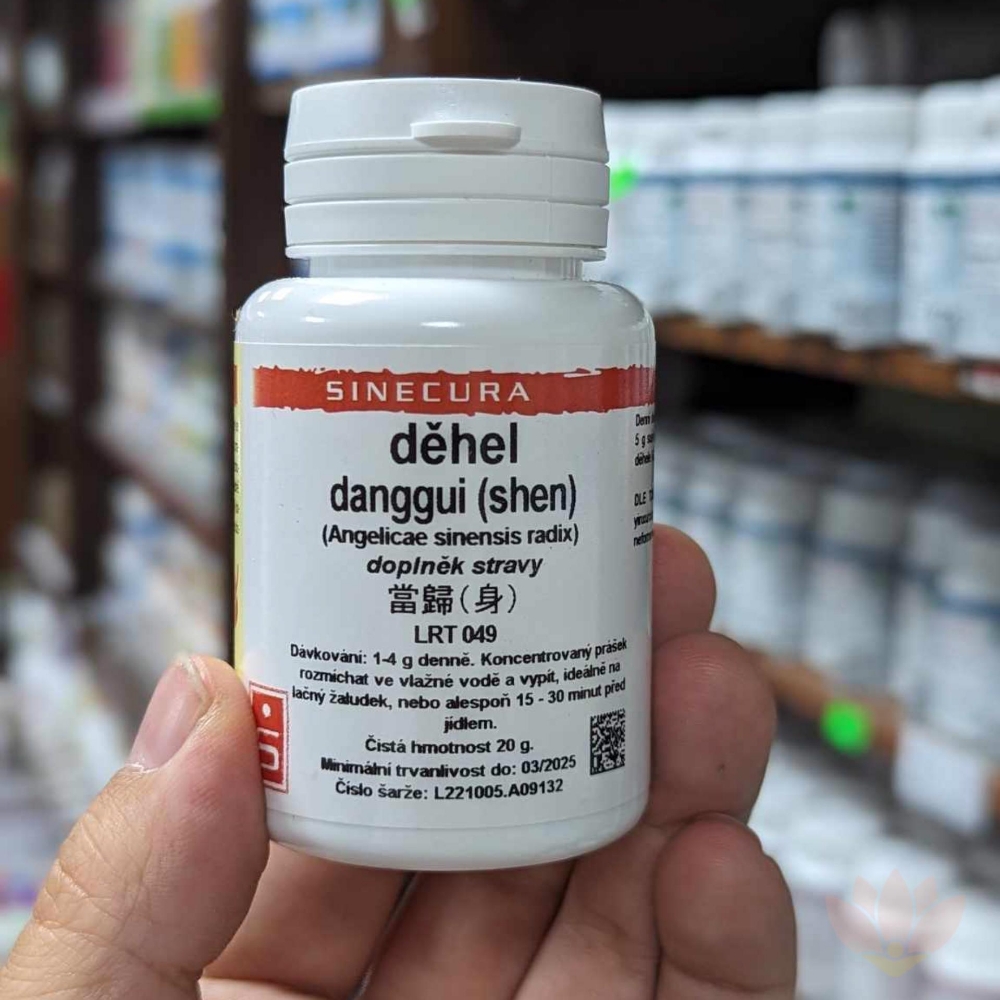 SINECURA
děhel
danggui (shen)
(Angelicae sinensis radix)
doplněk stravy
當歸(身)
LRT 049
Dávkování: 1-4 g denně. Koncentrovaný prášek
rozmíchat ve vlažné vodě a vypít, ideálně na
lačný žaludek, nebo alespoň 15 - 30 minut před
jídlem.
Čistá hmotnost 20 g.
Minimální trvanlivost do: 03/2025
Číslo šarže: L221005.A09132
5 g
DLE